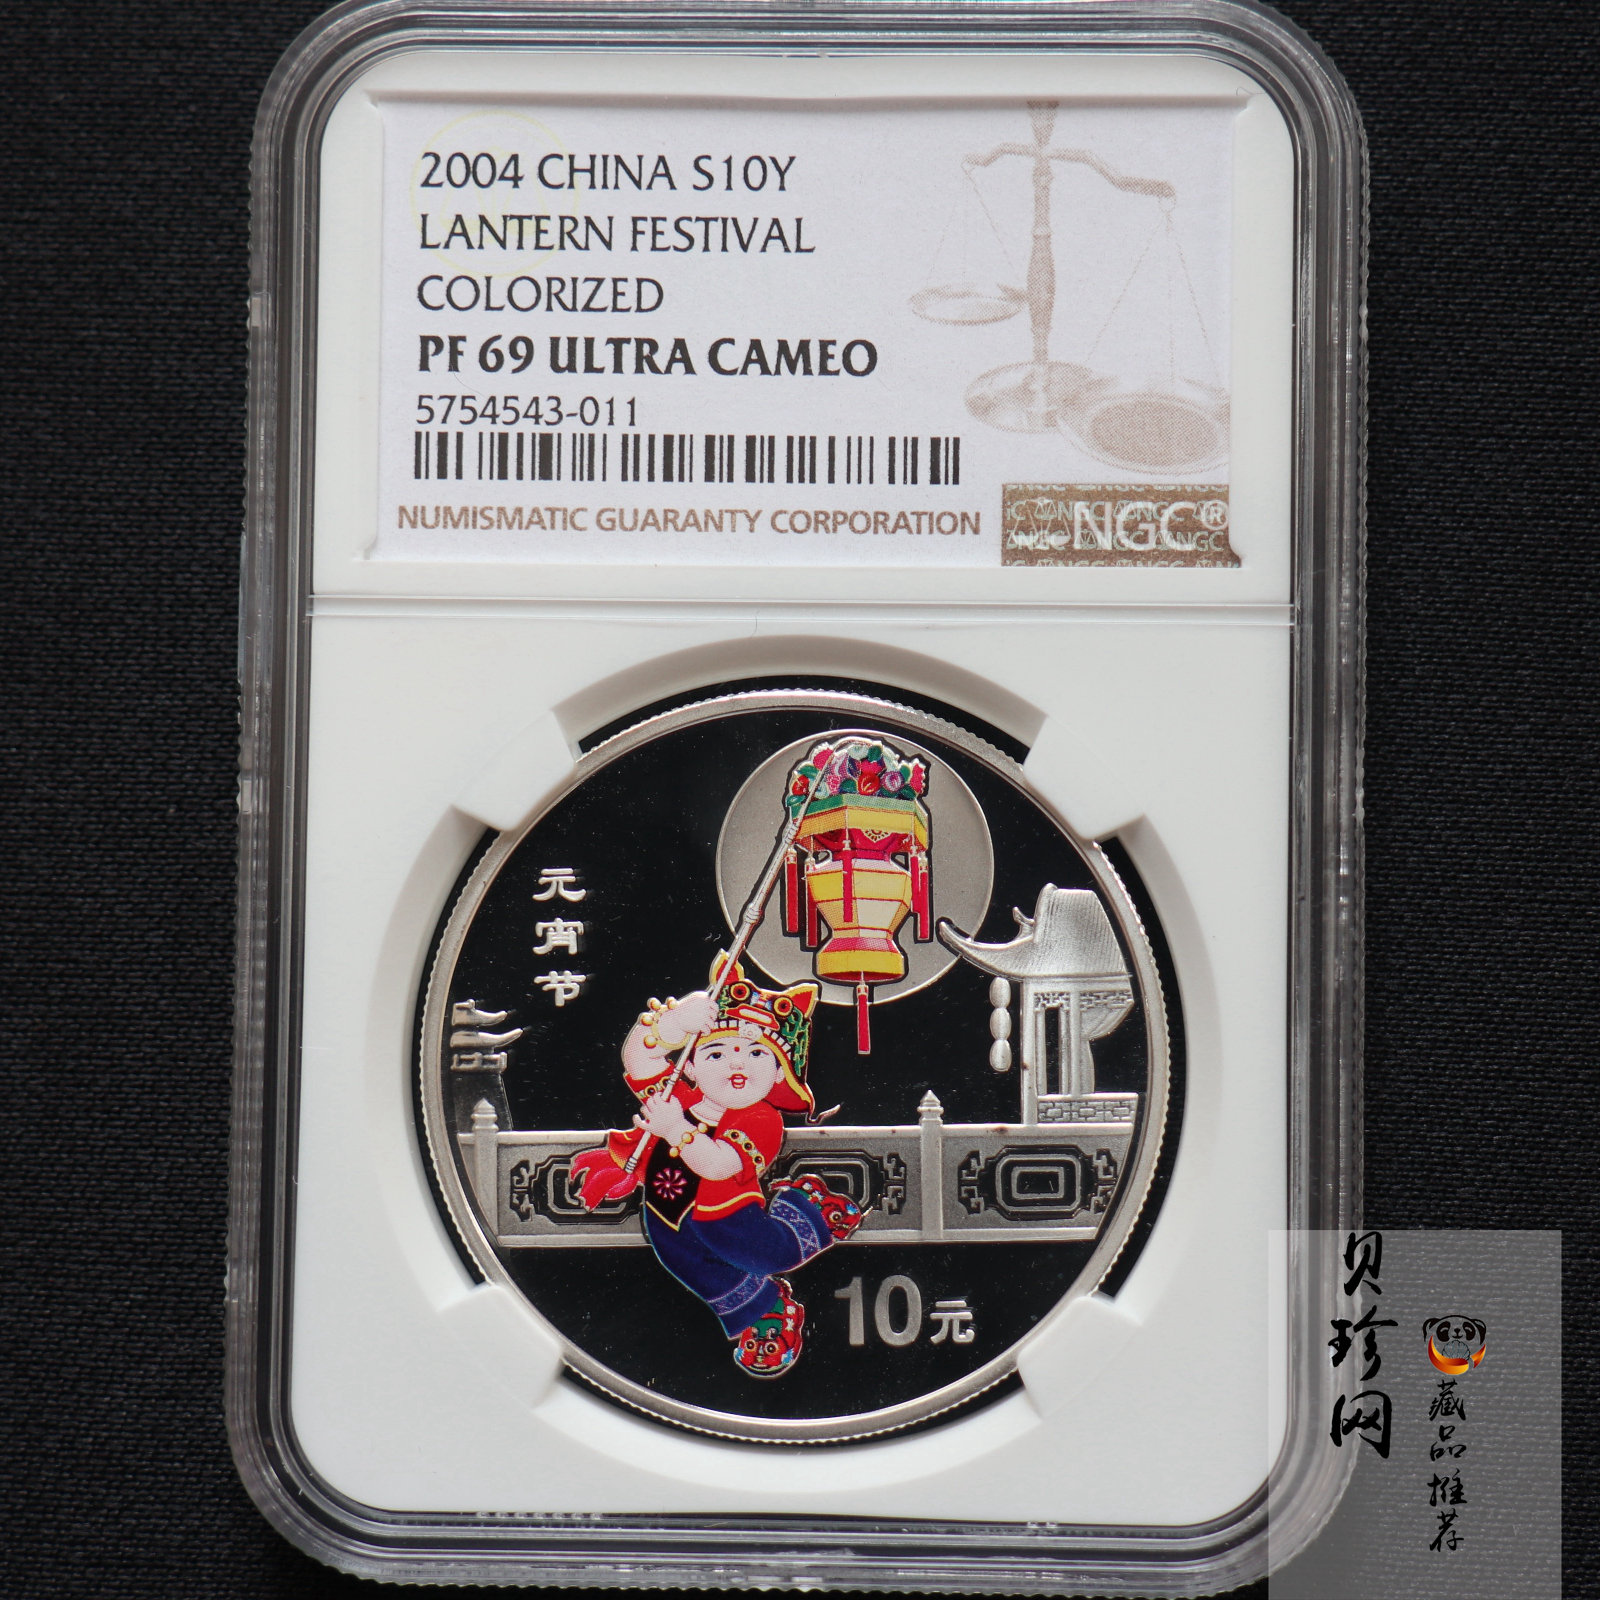 2004 CHINA S10Y
LANTERN FESTIVAL
COLORIZED
PF 69 ULTRA CAMEO
5754543-011
NUMISMATIC GUARANTY CORPORATION
NGC®
元宵节
10元
贝珍网
藏品推荐